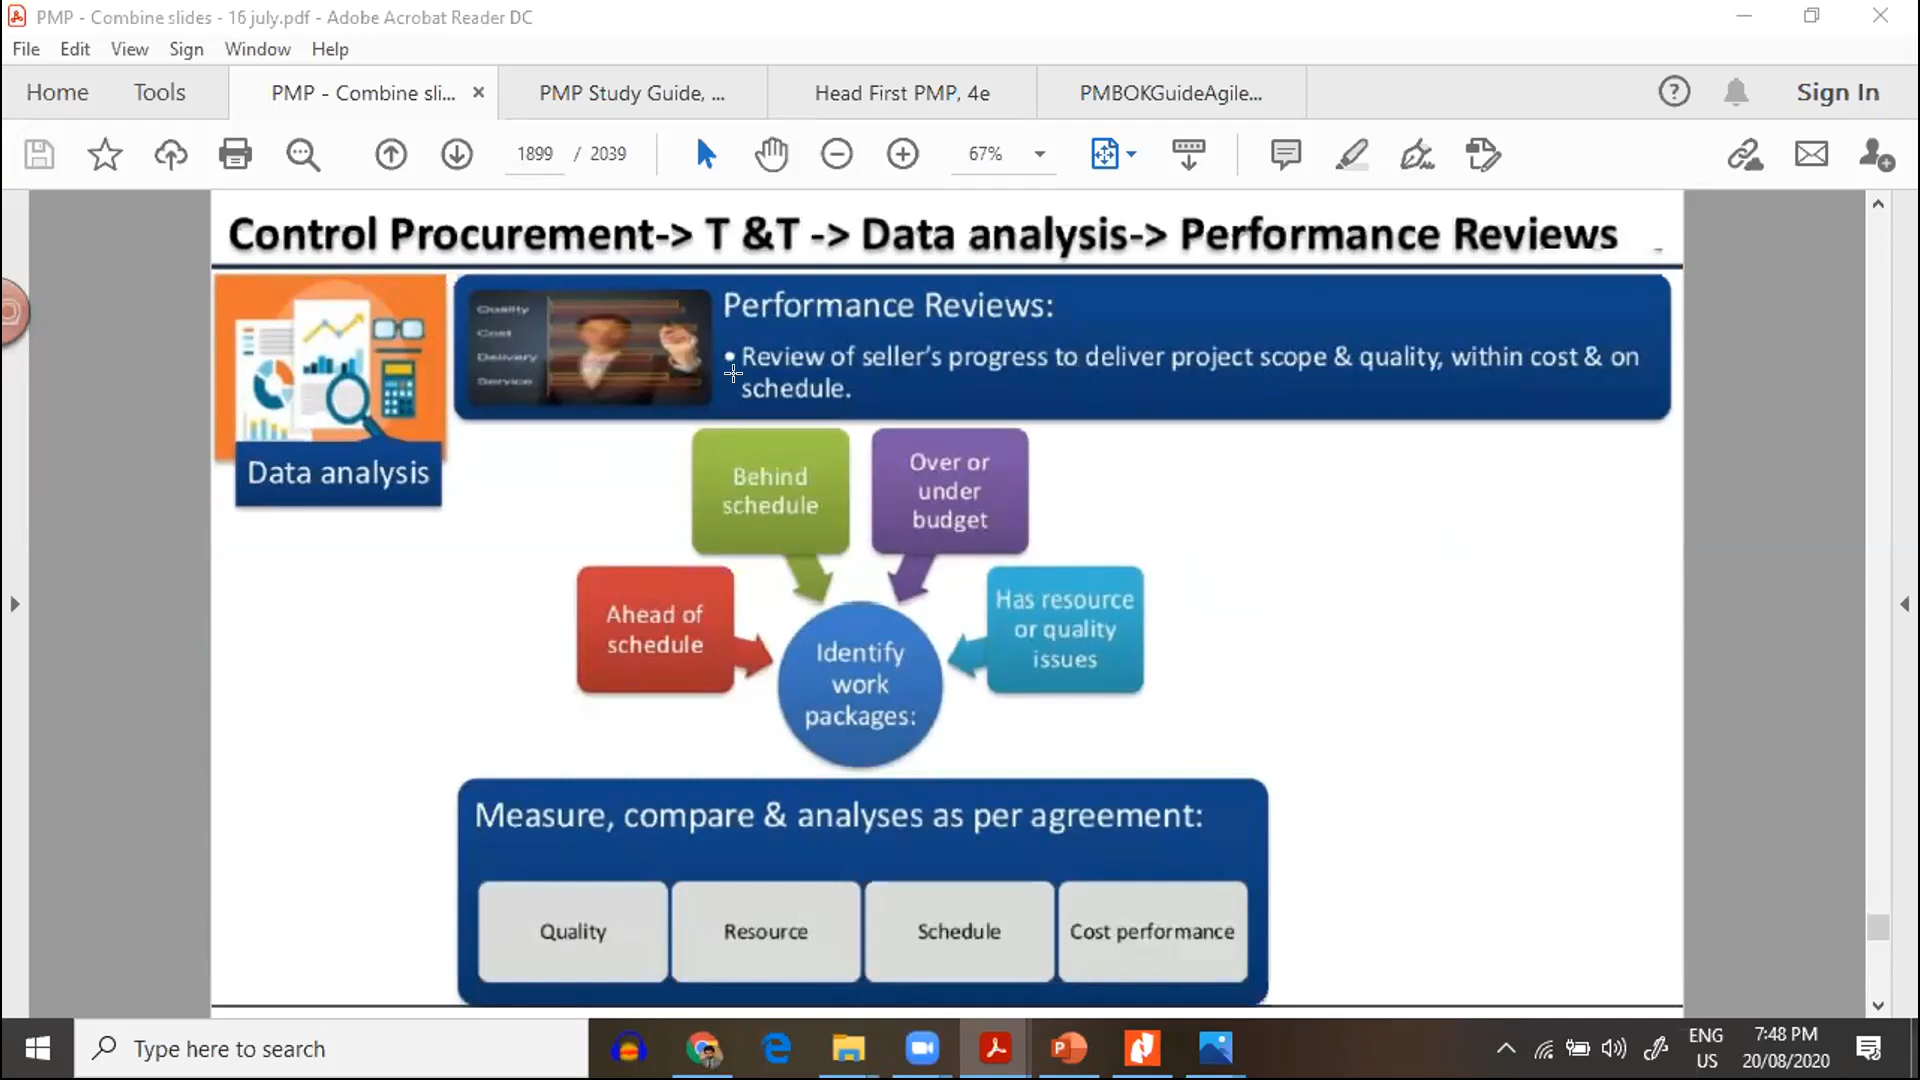 PMP - Combine slides - 16 july.pdf - Adobe Acrobat Reader DC
File Edit View Sign Window Help
Home Tools PMP - Combine sli... PMP Study Guide, ... Head First PMP, 4e PMBOKGuideAgile... Sign In
1899 / 2039 67%
Control Procurement-> T &T -> Data analysis-> Performance Reviews
Quality
Cost
Delivery
Service
Performance Reviews:
• Review of seller's progress to deliver project scope & quality, within cost & on
schedule.
Data analysis
Behind
schedule
Over or
under
budget
Ahead of
schedule
Has resource
or quality
issues
Identify
work
packages:
Measure, compare & analyses as per agreement:
Quality Resource Schedule Cost performance
Type here to search
ENG
US
7:48 PM
20/08/2020